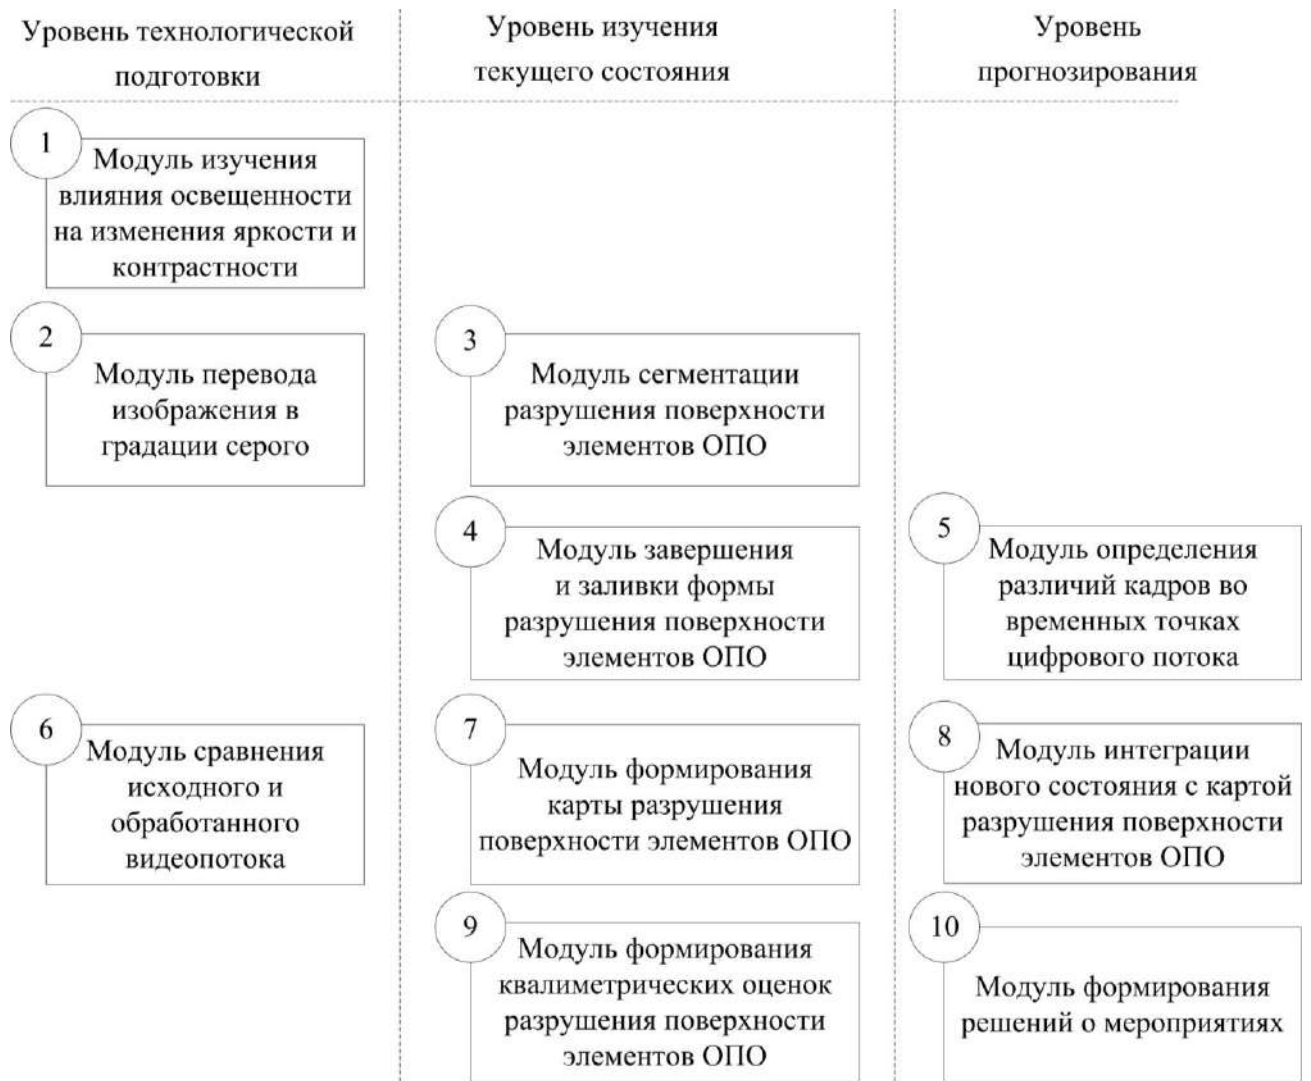 Уровень технологической
подготовки
Уровень изучения
текущего состояния
Уровень
прогнозирования
1
Модуль изучения
влияния освещенности
на изменения яркости и
контрастности
2
Модуль перевода
изображения в
градации серого
3
Модуль сегментации
разрушения поверхности
элементов ОПО
4
Модуль завершения
и заливки формы
разрушения поверхности
элементов ОПО
5
Модуль определения
различий кадров во
временных точках
цифрового потока
6
Модуль сравнения
исходного и
обработанного
видеопотока
7
Модуль формирования
карты разрушения
поверхности элементов ОПО
8
Модуль интеграции
нового состояния с картой
разрушения поверхности
элементов ОПО
9
Модуль формирования
квалиметрических оценок
разрушения поверхности
элементов ОПО
10
Модуль формирования
решений о мероприятиях